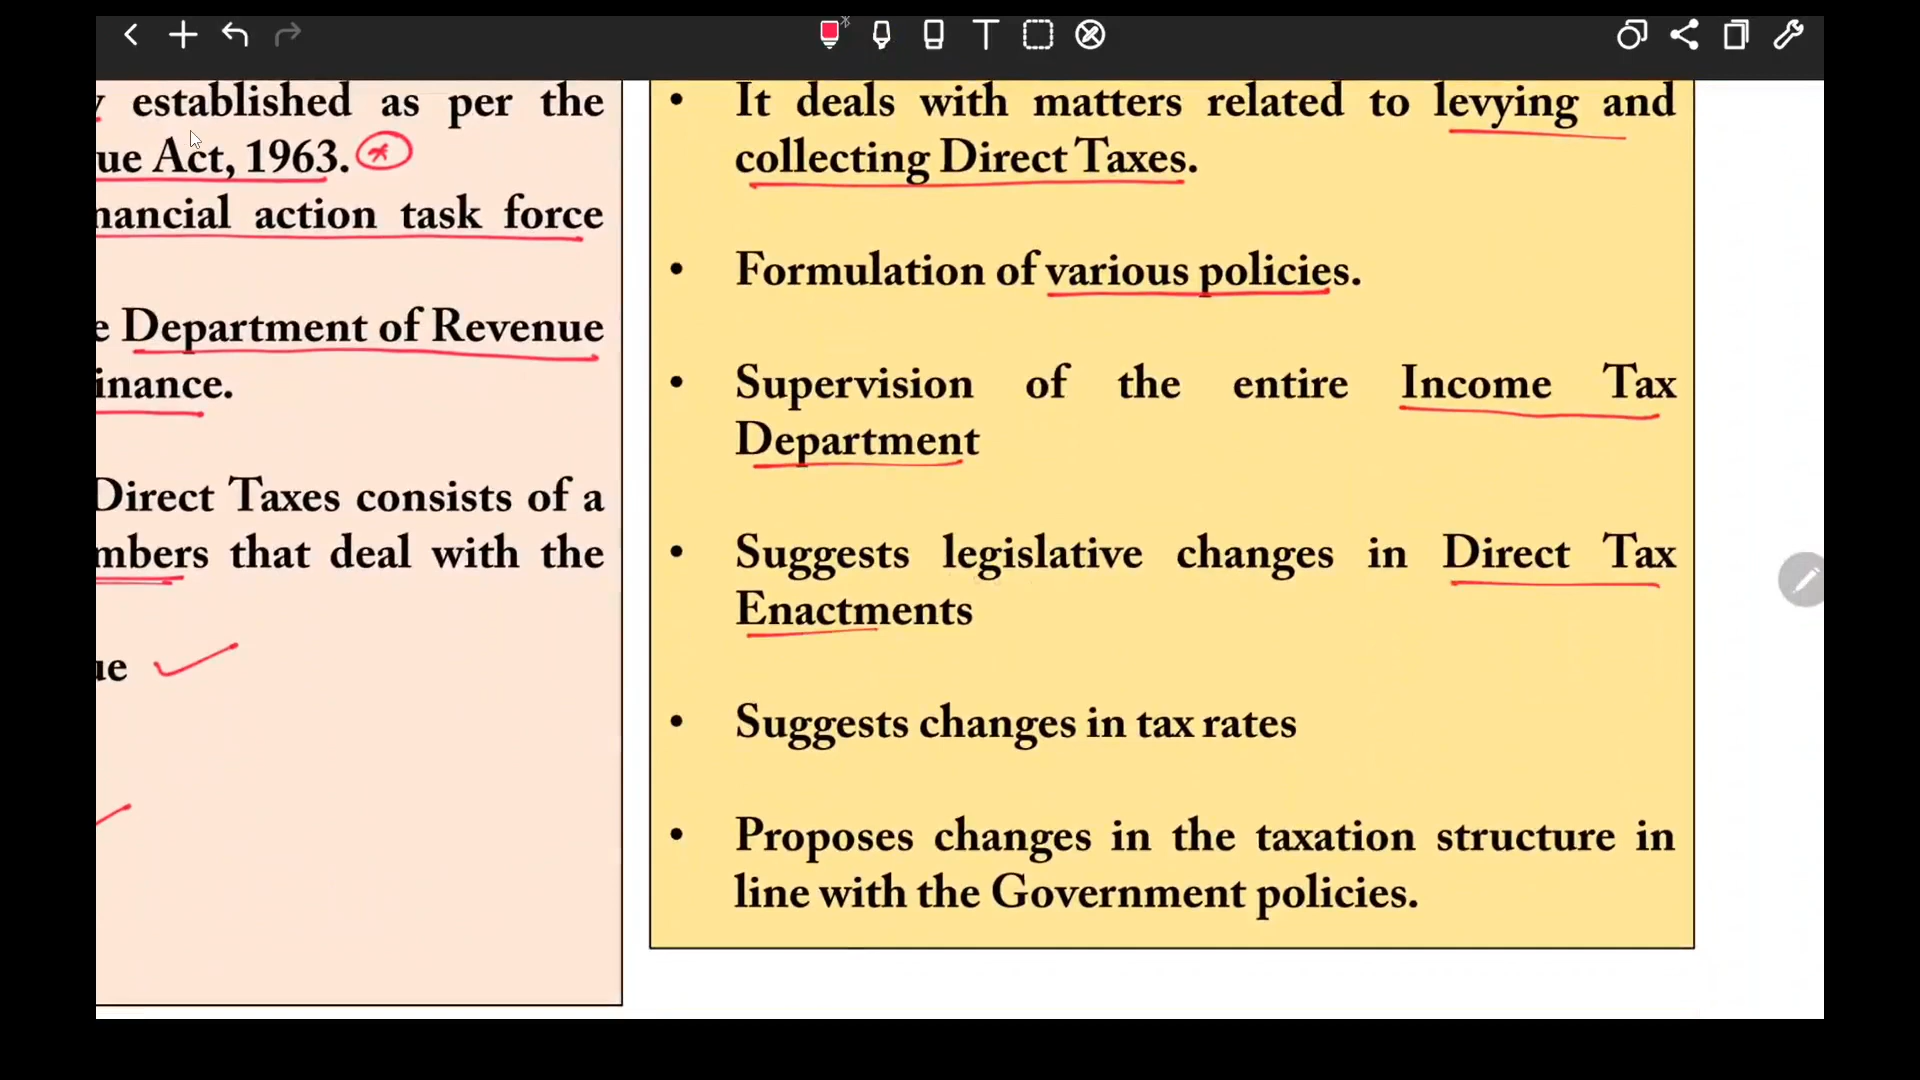 established as per the
ue Act, 1963.
nancial action task force
e Department of Revenue
inance.
Direct Taxes consists of a
mbers that deal with the
ue
• It deals with matters related to levying and
collecting Direct Taxes.
• Formulation of various policies.
• Supervision of the entire Income Tax
Department
• Suggests legislative changes in Direct Tax
Enactments
• Suggests changes in tax rates
• Proposes changes in the taxation structure in
line with the Government policies.